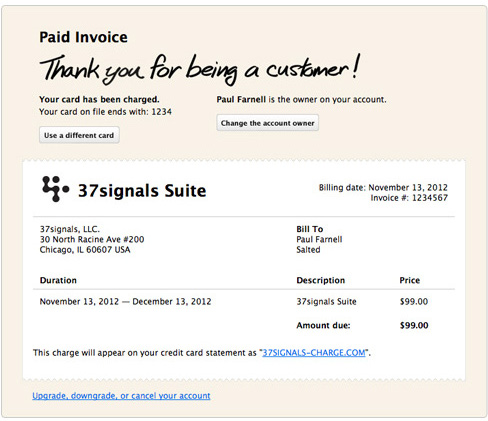 Paid Invoice
Thank you for being a customer!
Your card has been charged.
Your card on file ends with: 1234
Use a different card
Paul Farnell is the owner on your account.
Change the account owner
37signals Suite
Billing date: November 13, 2012
Invoice #: 1234567
37signals, LLC.
30 North Racine Ave #200
Chicago, IL 60607 USA
Bill To
Paul Farnell
Salted
Duration Description Price
November 13, 2012 — December 13, 2012 37signals Suite $99.00
Amount due: $99.00
This charge will appear on your credit card statement as "37SIGNALS-CHARGE.COM".
Upgrade, downgrade, or cancel your account